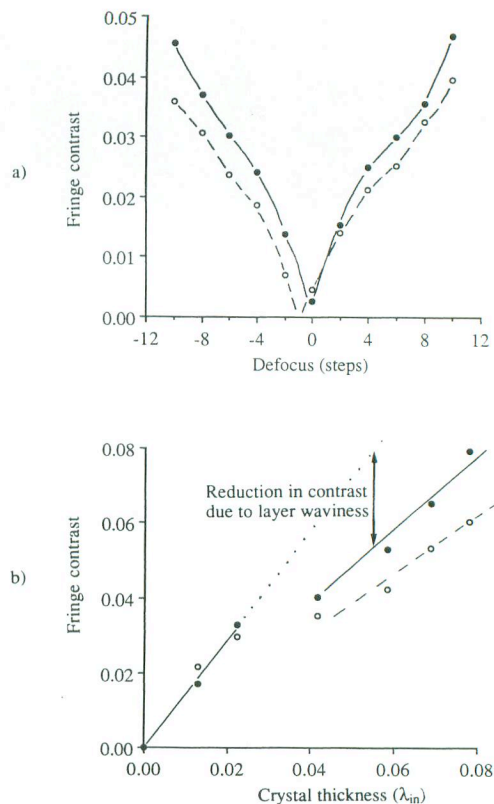 a)
Fringe contrast
0.05
0.04
0.03
0.02
0.01
0.00
-12 -8 -4 0 4 8 12
Defocus (steps)
b)
Fringe contrast
0.08
0.06
0.04
0.02
0.00
Reduction in contrast
due to layer waviness
0.00 0.02 0.04 0.06 0.08
Crystal thickness (λin)